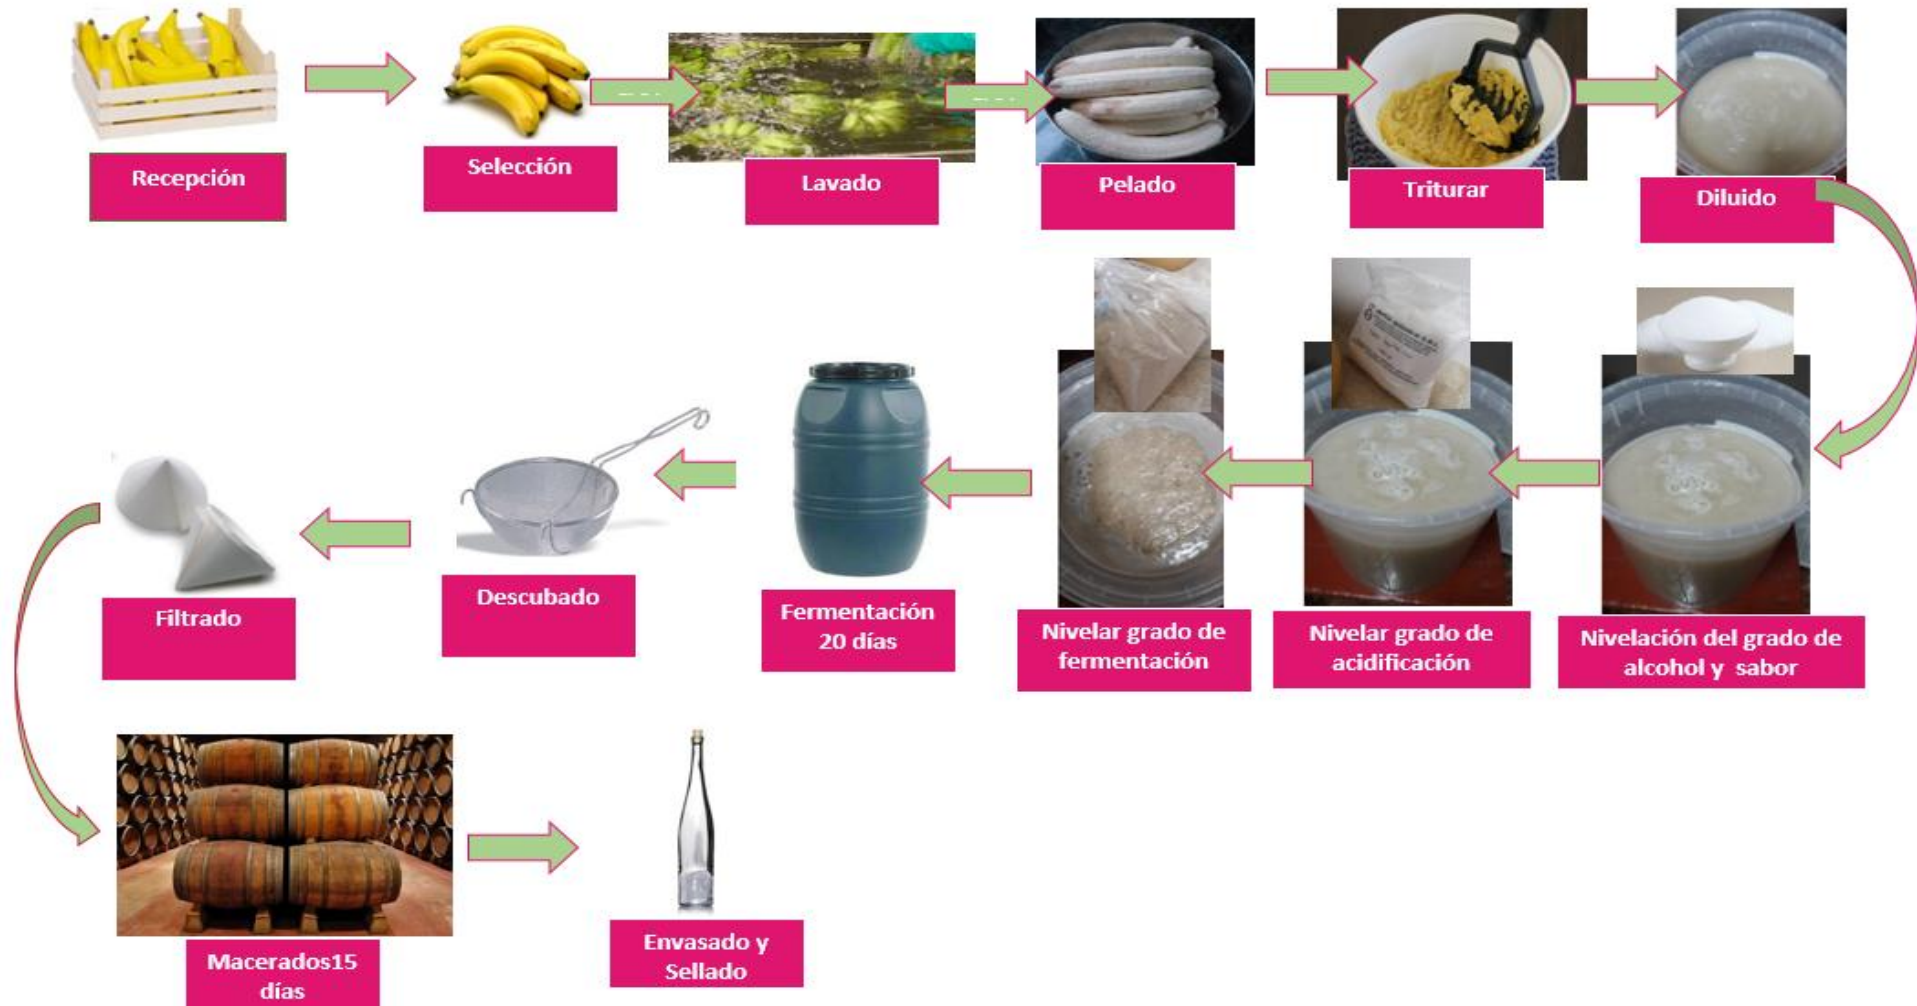 Recepción
Selección
Lavado
Pelado
Triturar
Diluido
Nivelación del grado de
alcohol y sabor
Nivelar grado de
acidificación
Nivelar grado de
fermentación
Fermentación
20 días
Descubado
Filtrado
Macerados15
días
Envasado y
Sellado